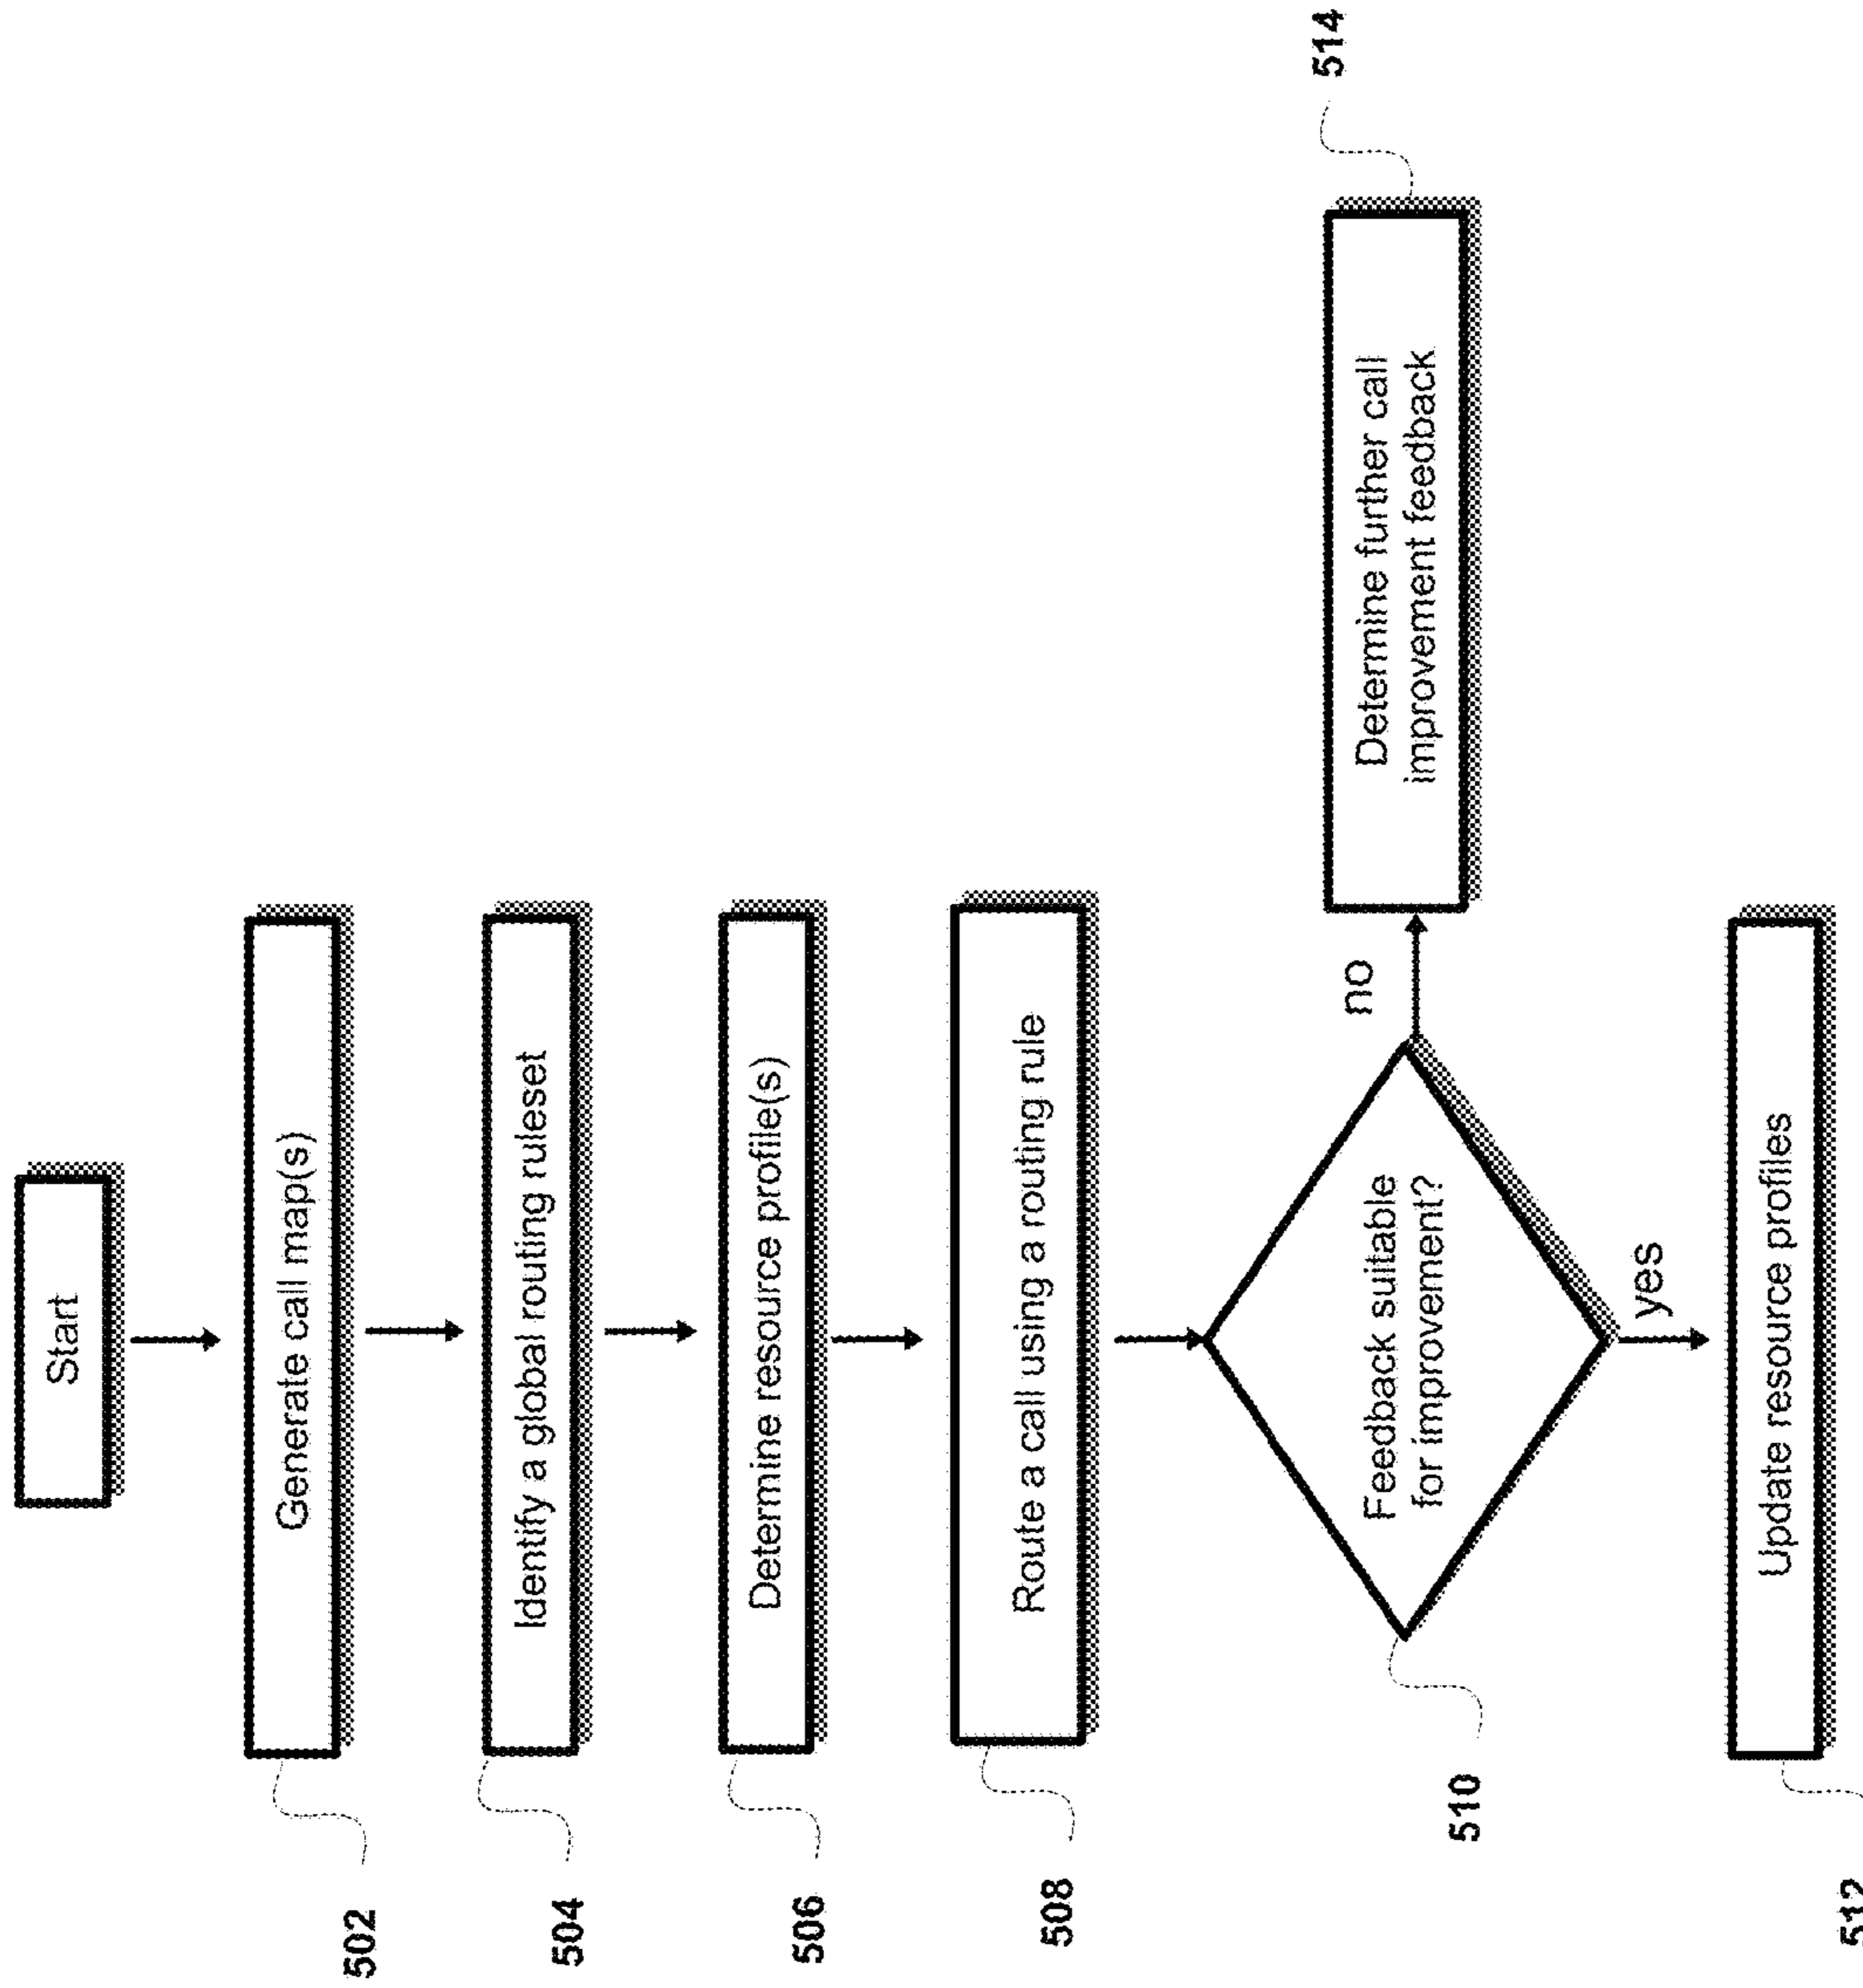 Start
502
Generate call map(s)
504
Identify a global routing ruleset
506
Determine resource profile(s)
508
Route a call using a routing rule
510
Feedback suitable
for improvement?
no
514
Determine further call
improvement feedback
yes
512
Update resource profiles